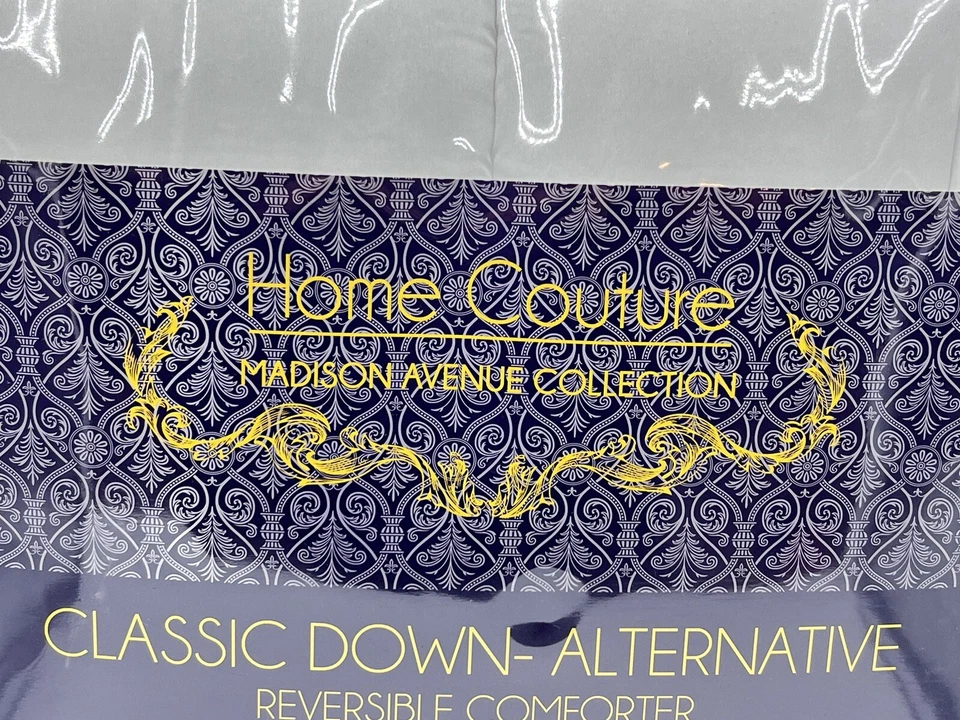 Home Couture
MADISON AVENUE COLLECTION
CLASSIC DOWN- ALTERNATIVE
REVERSIBLE COMFORTER